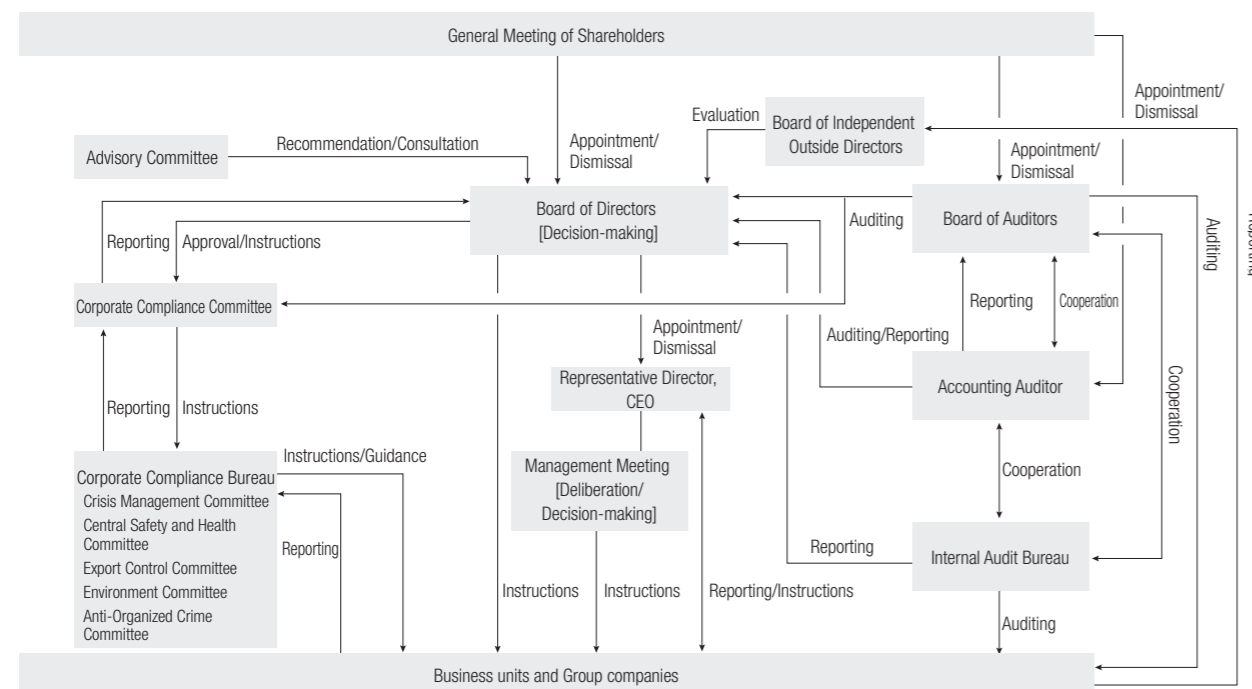 General Meeting of Shareholders
Appointment/
Dismissal
Evaluation
Board of Independent
Outside Directors
Advisory Committee
Recommendation/Consultation
Appointment/
Dismissal
Appointment/
Dismissal
Board of Directors
[Decision-making]
Auditing
Board of Auditors
Auditing
Reporting
Approval/Instructions
Corporate Compliance Committee
Reporting
Cooperation
Appointment/
Dismissal
Auditing/Reporting
Representative Director,
CEO
Accounting Auditor
Cooperation
Reporting
Instructions
Corporate Compliance Bureau
Crisis Management Committee
Central Safety and Health
Committee
Export Control Committee
Environment Committee
Anti-Organized Crime
Committee
Instructions/Guidance
Management Meeting
[Deliberation/
Decision-making]
Cooperation
Reporting
Reporting
Internal Audit Bureau
Instructions
Instructions
Reporting/Instructions
Auditing
Business units and Group companies